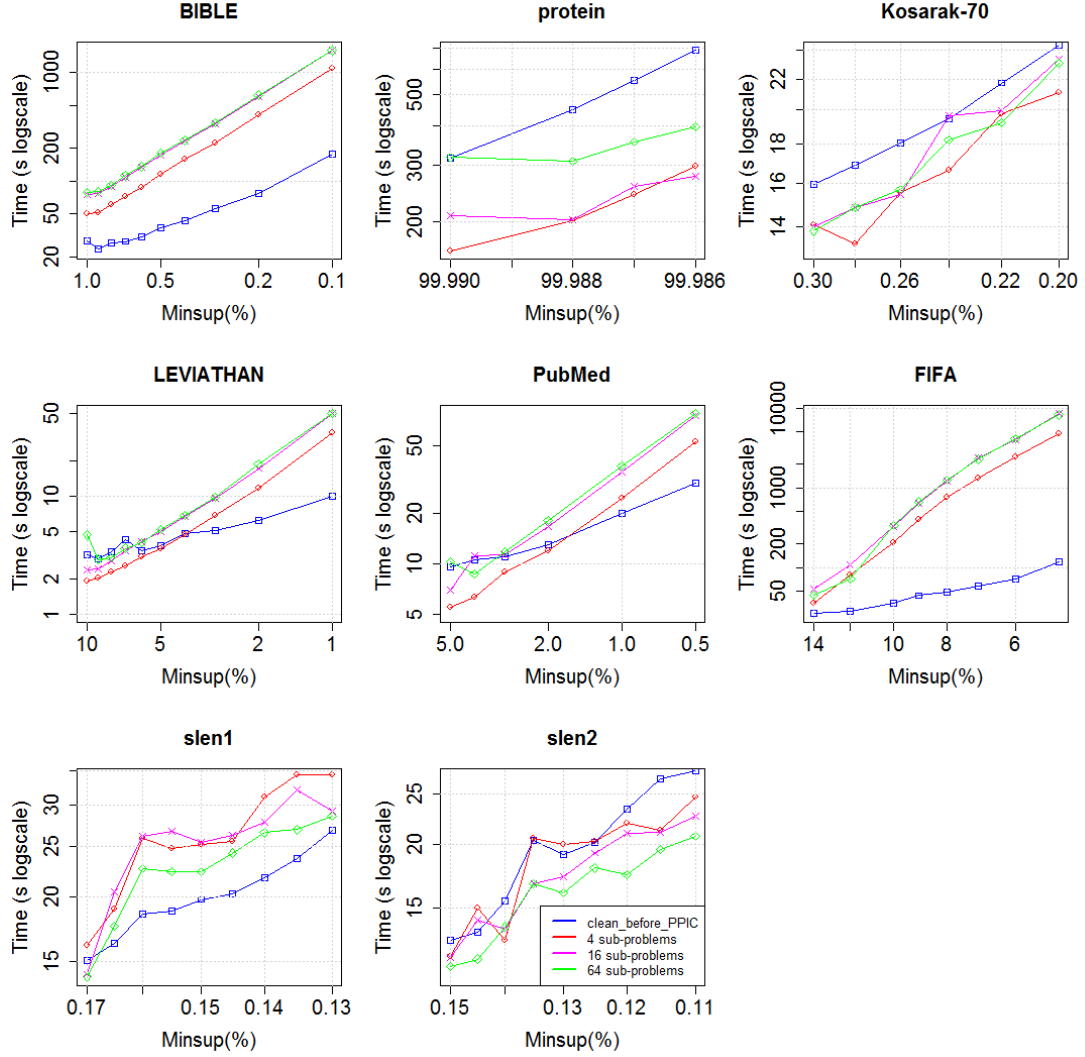 BIBLE
Time (s logscale)
1000
200
50
20
1.0 0.5 0.2 0.1
Minsup(%)
protein
Time (s logscale)
500
300
200
99.990 99.988 99.986
Minsup(%)
Kosarak-70
Time (s logscale)
22
18
16
14
0.30 0.26 0.22 0.20
Minsup(%)
LEVIATHAN
Time (s logscale)
50
10
5
2
1
10 5 2 1
Minsup(%)
PubMed
Time (s logscale)
50
20
10
5
5.0 2.0 1.0 0.5
Minsup(%)
FIFA
Time (s logscale)
10000
1000
200
50
14 10 8 6
Minsup(%)
slen1
Time (s logscale)
30
25
20
15
0.17 0.15 0.14 0.13
Minsup(%)
slen2
Time (s logscale)
25
20
15
0.15 0.13 0.12 0.11
Minsup(%)
clean_before_PPIC
4 sub-problems
16 sub-problems
64 sub-problems